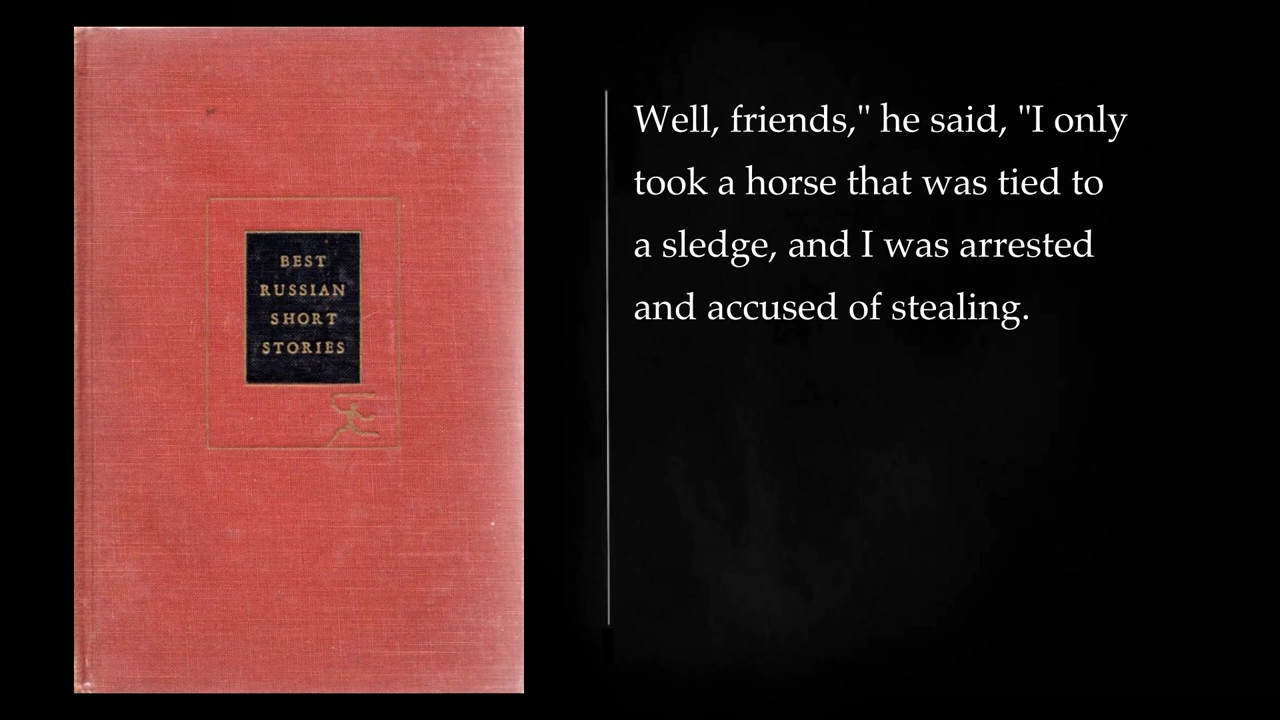 BEST
RUSSIAN
SHORT
STORIES
Well, friends," he said, "I only
took a horse that was tied to
a sledge, and I was arrested
and accused of stealing.